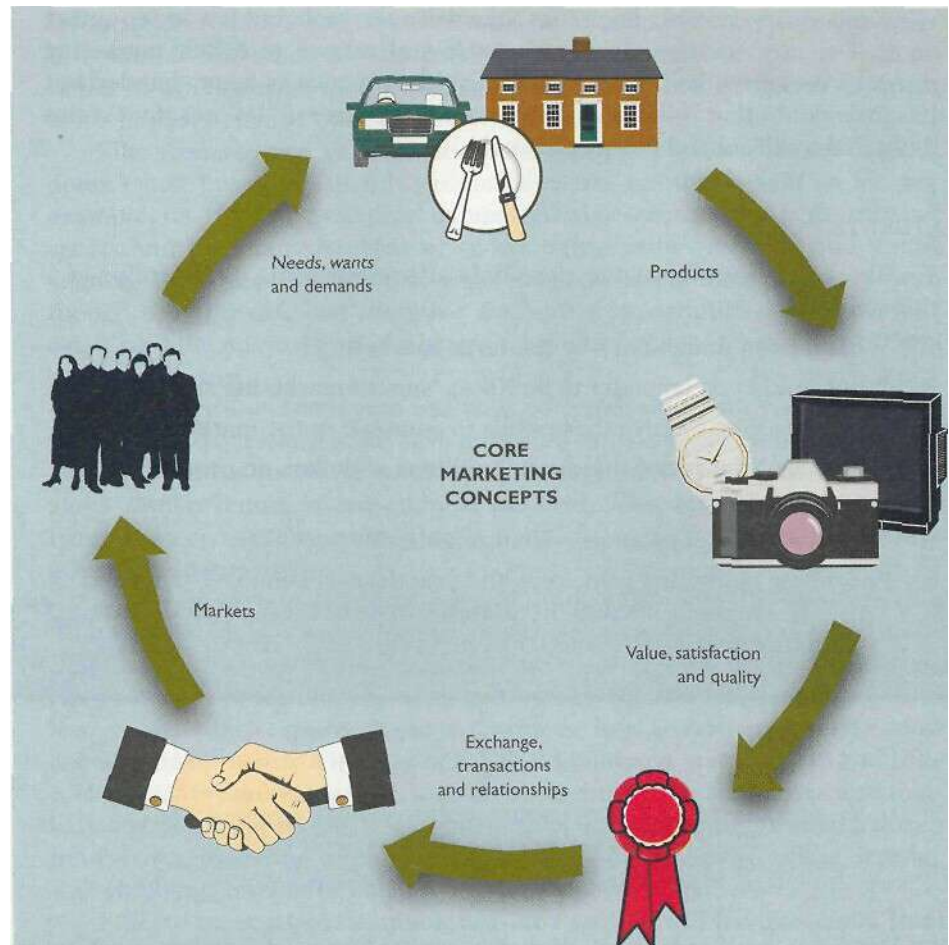 Needs, wants
and demands
Products
CORE
MARKETING
CONCEPTS
Markets
Value, satisfaction
and quality
Exchange,
transactions
and relationships